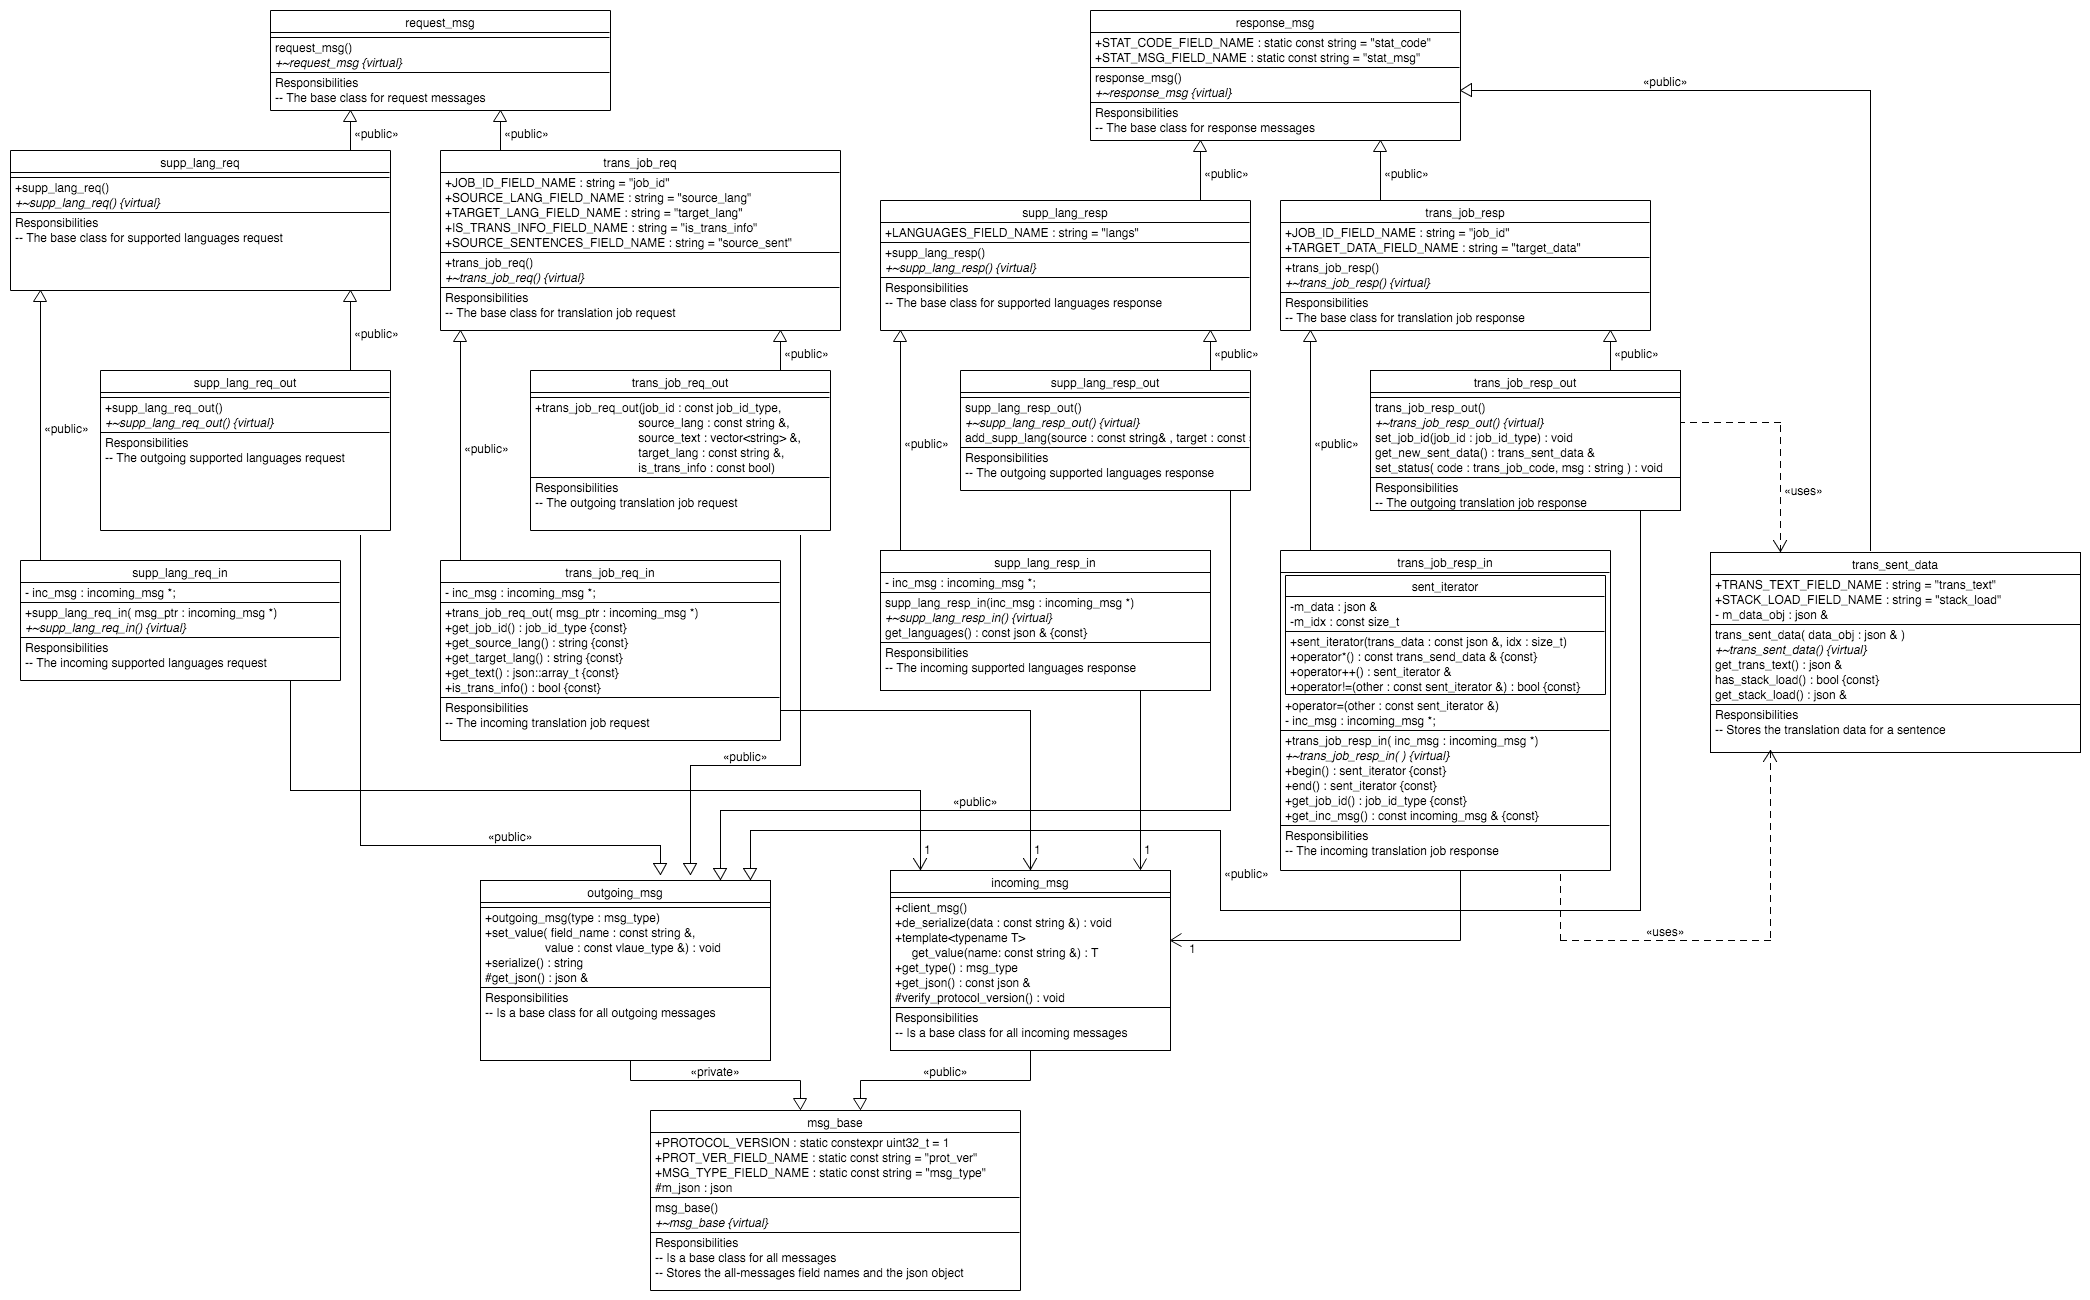 request_msg
request_msg()
+~request_msg {virtual}
Responsibilities
-- The base class for request messages
response_msg
+STAT_CODE_FIELD_NAME : static const string = "stat_code"
+STAT_MSG_FIELD_NAME : static const string = "stat_msg"
response_msg()
+~response_msg {virtual}
Responsibilities
-- The base class for response messages
«public»
«public»
«public»
«public»
«public»
supp_lang_req
+supp_lang_req()
+~supp_lang_req() {virtual}
Responsibilities
-- The base class for supported languages request
trans_job_req
+JOB_ID_FIELD_NAME : string = "job_id"
+SOURCE_LANG_FIELD_NAME : string = "source_lang"
+TARGET_LANG_FIELD_NAME : string = "target_lang"
+IS_TRANS_INFO_FIELD_NAME : string = "is_trans_info"
+SOURCE_SENTENCES_FIELD_NAME : string = "source_sent"
+trans_job_req()
+~trans_job_req() {virtual}
Responsibilities
-- The base class for translation job request
supp_lang_resp
+LANGUAGES_FIELD_NAME : string = "langs"
+supp_lang_resp()
+~supp_lang_resp() {virtual}
Responsibilities
-- The base class for supported languages response
trans_job_resp
+JOB_ID_FIELD_NAME : string = "job_id"
+TARGET_DATA_FIELD_NAME : string = "target_data"
+trans_job_resp()
+~trans_job_resp() {virtual}
Responsibilities
-- The base class for translation job response
«public»
«public»
«public»
«public»
supp_lang_req_out
+supp_lang_req_out()
+~supp_lang_req_out() {virtual}
Responsibilities
-- The outgoing supported languages request
trans_job_req_out
+trans_job_req_out(job_id : const job_id_type,
source_lang : const string &,
source_text : vector<string> &,
target_lang : const string &,
is_trans_info : const bool)
Responsibilities
-- The outgoing translation job request
supp_lang_resp_out
supp_lang_resp_out()
+~supp_lang_resp_out() {virtual}
add_supp_lang(source : const string& , target : const
Responsibilities
-- The outgoing supported languages response
trans_job_resp_out
trans_job_resp_out()
+~trans_job_resp_out() {virtual}
set_job_id(job_id : job_id_type) : void
get_new_sent_data() : trans_sent_data &
set_status( code : trans_job_code, msg : string ) : void
Responsibilities
-- The outgoing translation job response
«public»
«public»
«public»
«public»
«uses»
supp_lang_req_in
- inc_msg : incoming_msg *;
+supp_lang_req_in( msg_ptr : incoming_msg *)
+~supp_lang_req_in() {virtual}
Responsibilities
-- The incoming supported languages request
trans_job_req_in
- inc_msg : incoming_msg *;
+trans_job_req_out( msg_ptr : incoming_msg *)
+get_job_id() : job_id_type {const}
+get_source_lang() : string {const}
+get_target_lang() : string {const}
+get_text() : json::array_t {const}
+is_trans_info() : bool {const}
Responsibilities
-- The incoming translation job request
supp_lang_resp_in
- inc_msg : incoming_msg *;
supp_lang_resp_in(inc_msg : incoming_msg *)
+~supp_lang_resp_in() {virtual}
get_languages() : const json & {const}
Responsibilities
-- The incoming supported languages response
trans_job_resp_in
sent_iterator
-m_data : json &
-m_idx : const size_t
+sent_iterator(trans_data : const json &, idx : size_t)
+operator*() : const trans_send_data & {const}
+operator++() : sent_iterator &
+operator!=(other : const sent_iterator &) : bool {const}
+operator=(other : const sent_iterator &)
- inc_msg : incoming_msg *;
+trans_job_resp_in( inc_msg : incoming_msg *)
+~trans_job_resp_in( ) {virtual}
+begin() : sent_iterator {const}
+end() : sent_iterator {const}
+get_job_id() : job_id_type {const}
+get_inc_msg() : const incoming_msg & {const}
Responsibilities
-- The incoming translation job response
trans_sent_data
+TRANS_TEXT_FIELD_NAME : string = "trans_text"
+STACK_LOAD_FIELD_NAME : string = "stack_load"
- m_data_obj : json &
trans_sent_data( data_obj : json & )
+~trans_sent_data() {virtual}
get_trans_text() : json &
has_stack_load() : bool {const}
get_stack_load() : json &
Responsibilities
-- Stores the translation data for a sentence
«public»
«public»
«public»
«public»
1
1
1
1
«uses»
outgoing_msg
+outgoing_msg(type : msg_type)
+set_value( field_name : const string &,
value : const vlaue_type &) : void
+serialize() : string
#get_json() : json &
Responsibilities
-- Is a base class for all outgoing messages
incoming_msg
+client_msg()
+de_serialize(data : const string &) : void
+template<typename T>
get_value(name: const string &) : T
+get_type() : msg_type
+get_json() : const json &
#verify_protocol_version() : void
Responsibilities
-- Is a base class for all incoming messages
«private»
«public»
msg_base
+PROTOCOL_VERSION : static constexpr uint32_t = 1
+PROT_VER_FIELD_NAME : static const string = "prot_ver"
+MSG_TYPE_FIELD_NAME : static const string = "msg_type"
#m_json : json
msg_base()
+~msg_base {virtual}
Responsibilities
-- Is a base class for all messages
-- Stores the all-messages field names and the json object